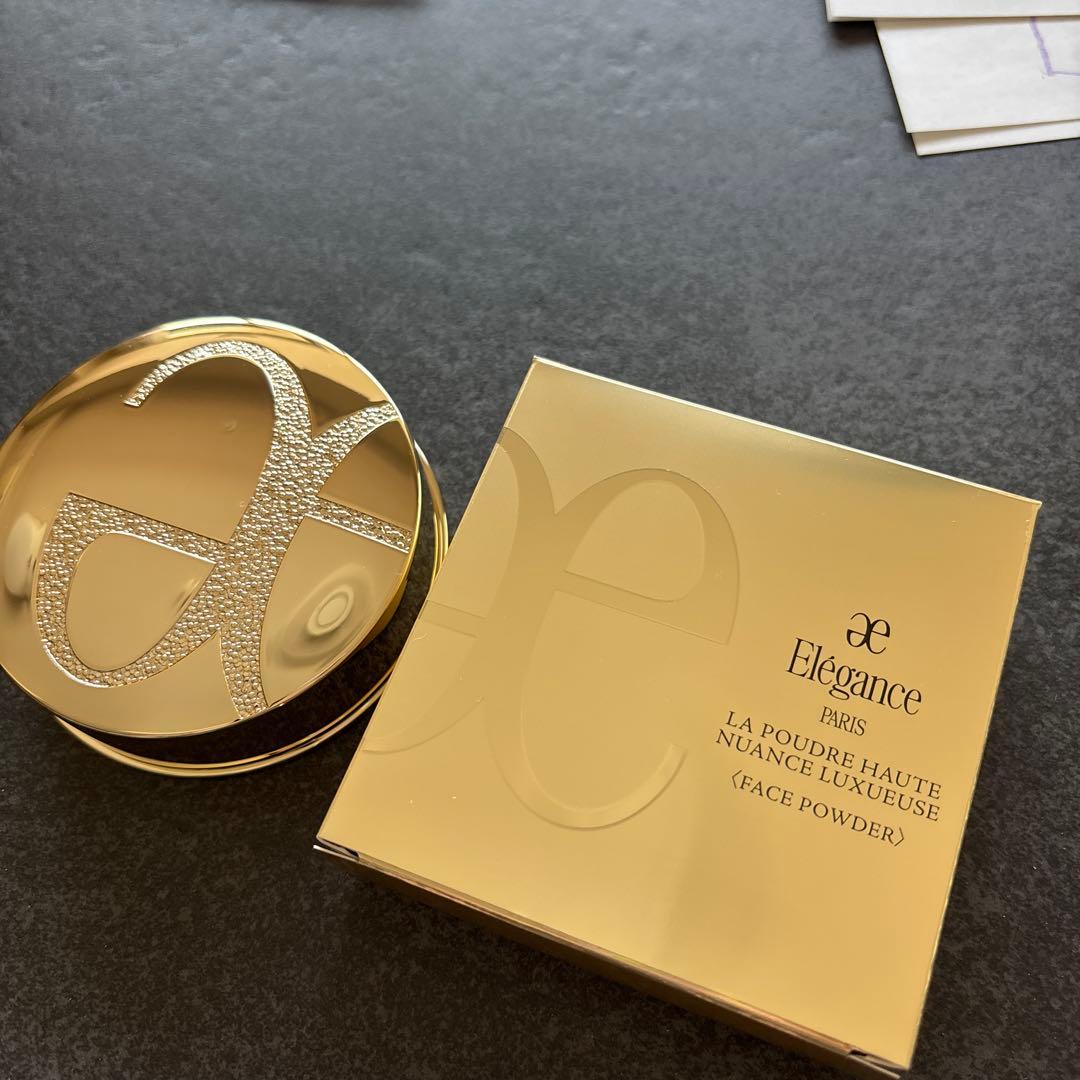 æ
Elégance
PARIS
LA POUDRE HAUTE
NUANCE LUXUEUSE
〈FACE POWDER〉